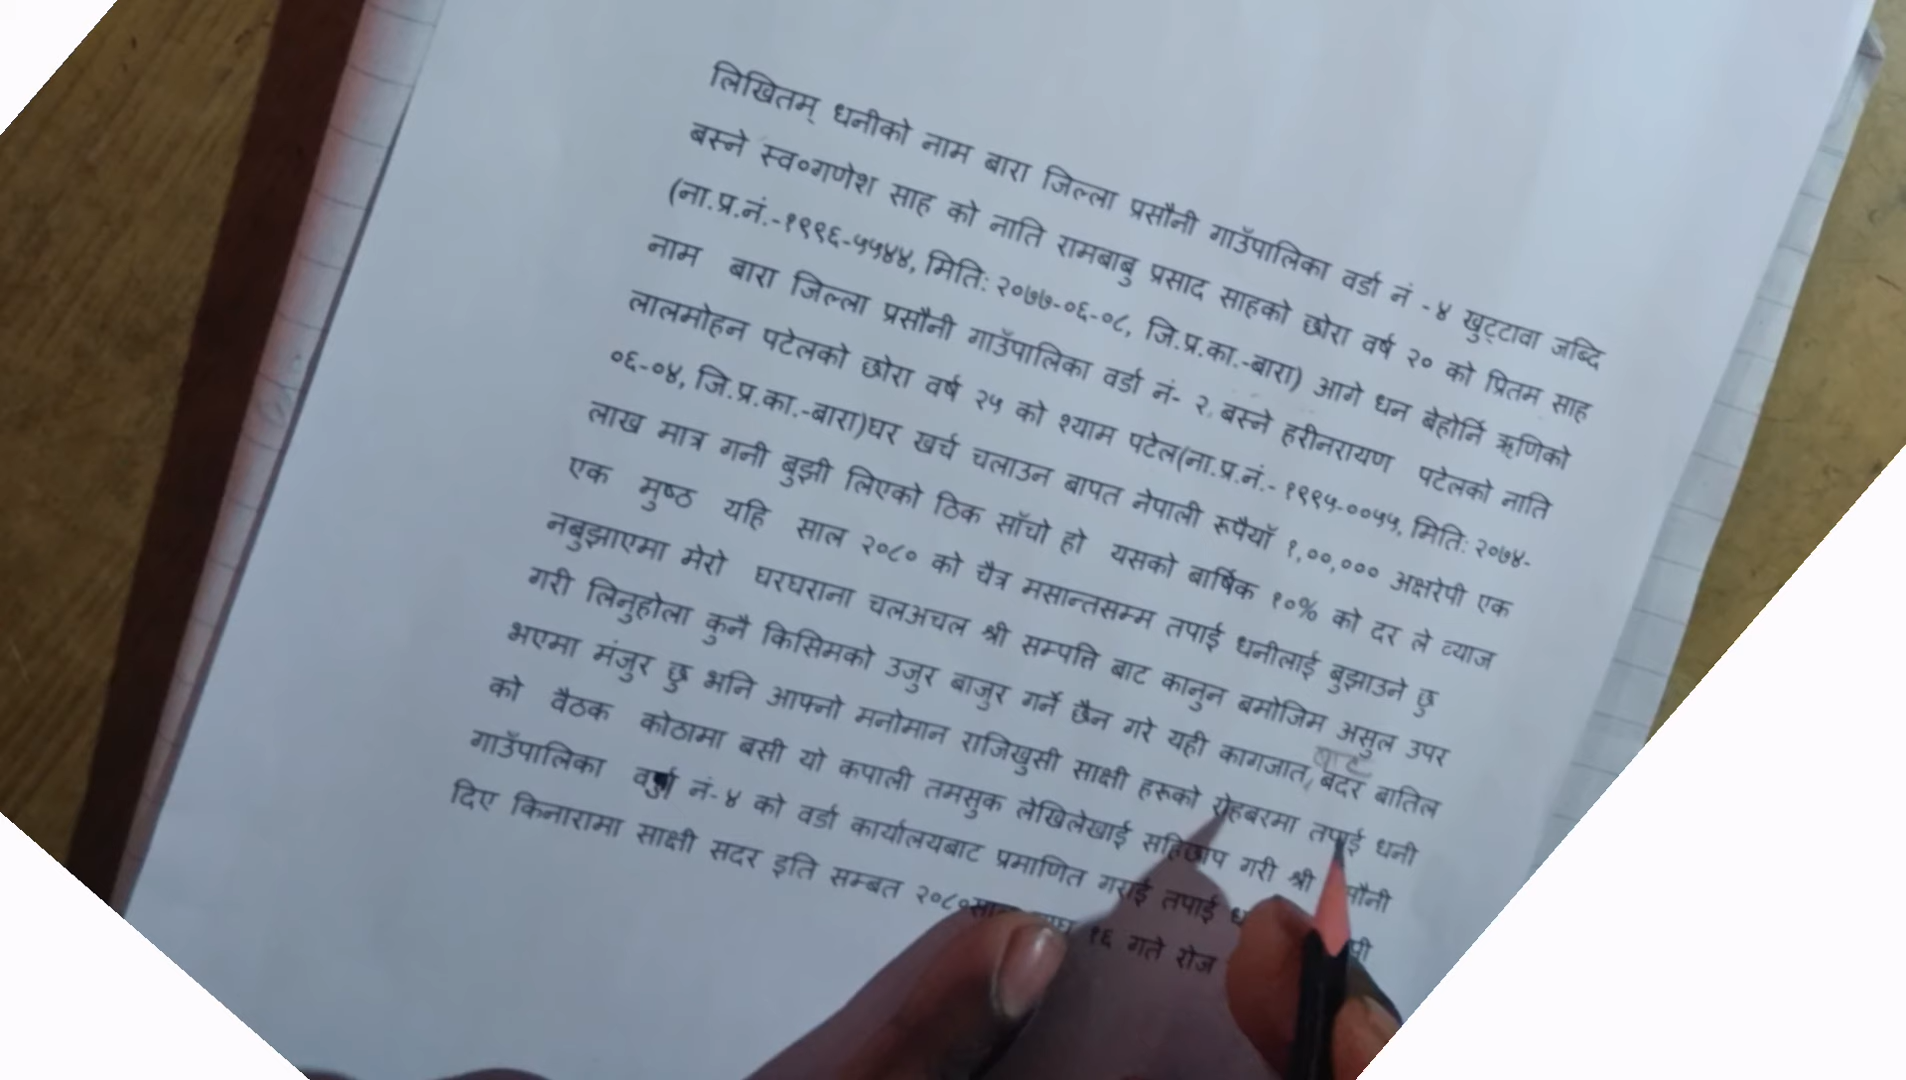 लिखितम् धनीको नाम बारा जिल्ला प्रसौनी गाउँपालिका वर्डा नं -४ खुट्टावा जब्दि
बस्ने स्व०गणेश साह को नाति रामबाबु प्रसाद साहको छोरा वर्ष २० को प्रितम साह
(ना.प्र.नं.-१९९६-५५४४, मिति: २०७७-०६-०८, जि.प्र.का.-बारा) आगे धन बेहोर्नि ऋणिको
नाम बारा जिल्ला प्रसौनी गाउँपालिका वर्डा नं- २ बस्ने हरीनरायण पटेलको नाति
लालमोहन पटेलको छोरा वर्ष २५ को श्याम पटेल(ना.प्र.नं.- १९९५-००५५, मिति: २०७४-
०६-०४, जि.प्र.का.-बारा)घर खर्च चलाउन बापत नेपाली रूपैयाँ १,००,००० अक्षरेपी एक
लाख मात्र गनी बुझी लिएको ठिक साँचो हो यसको बार्षिक १०% को दर ले व्याज
एक मुष्ठ यहि साल २०८० को चैत्र मसान्तसम्म तपाई धनीलाई बुझाउने छु
नबुझाएमा मेरो घरघराना चलअचल श्री सम्पत्ति बाट कानुन बमोजिम असुल उपर
गरी लिनुहोला कुनै किसिमको उजुर बाजुर गर्ने छैन गरे यही कागजात बाट बदर बातिल
भएमा मंजुर छु भनि आफ्नो मनोमान राजिखुसी साक्षी हरूको रोहबरमा तपाई धनी
को वैठक कोठामा बसी यो कपाली तमसुक लेखिलेखाई सहिछाप गरी श्री
गाउँपालिका नं-४ को वर्डा कार्यालयबाट प्रमाणित गराई तपाई
दिए किनारामा साक्षी सदर इति सम्बत २०८० १६ गते रोज